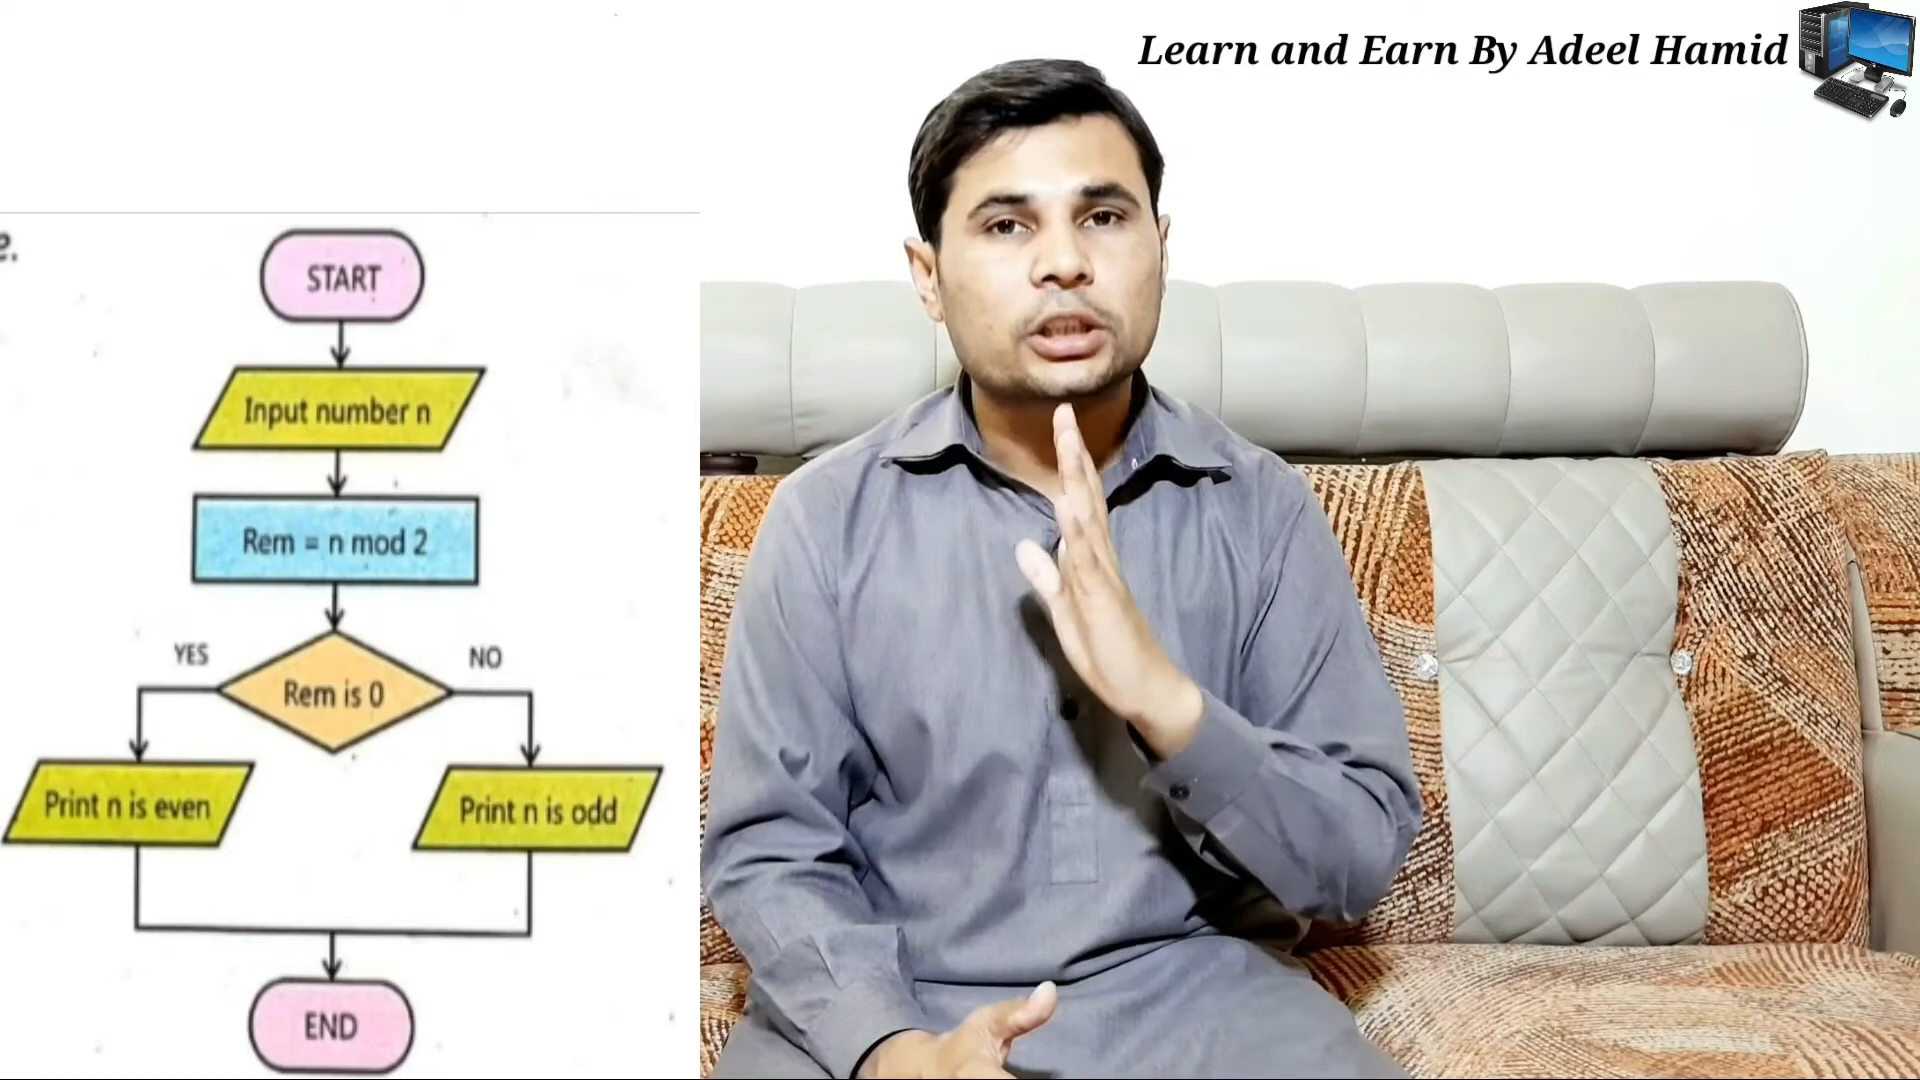 Learn and Earn By Adeel Hamid
e.
START
Input number n
Rem = n mod 2
YES
NO
Rem is 0
Print n is even
Print n is odd
END